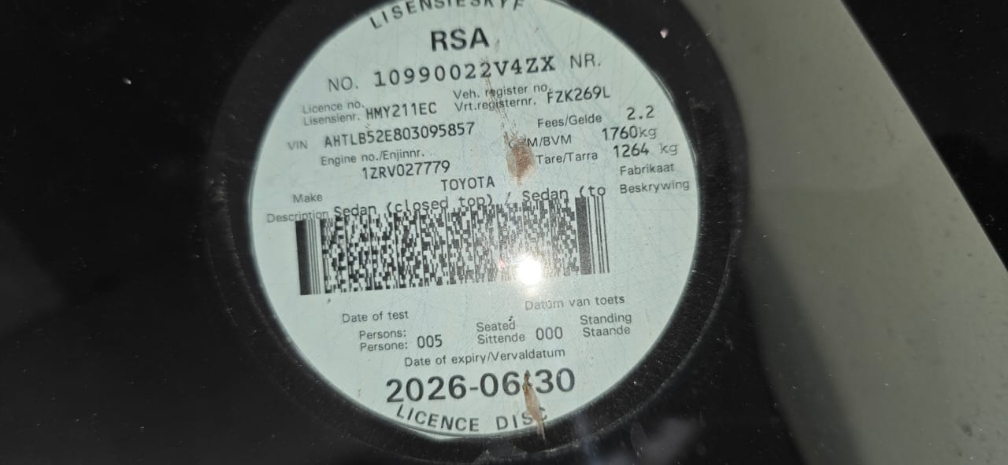 LISENSIESKYF
RSA
NO. 10990022V4ZX NR.
Licence no. Lisensienr. HMY211EC Veh. register no. Vrt.registernr. FZK269L
VIN AHTLB52E803095857 Fees/Gelde 2.2
Engine no./Enjinnr. 1ZRV027779 GVM/BVM 1760kg
Tare/Tarra 1264 kg
Make TOYOTA Fabrikaat
Description Sedan (closed top) / Sedan (to Beskrywing
Date of test Datum van toets
Persons: Persone: 005 Seated Sittende 000 Standing Staande
Date of expiry/Vervaldatum
2026-06-30
LICENCE DISC